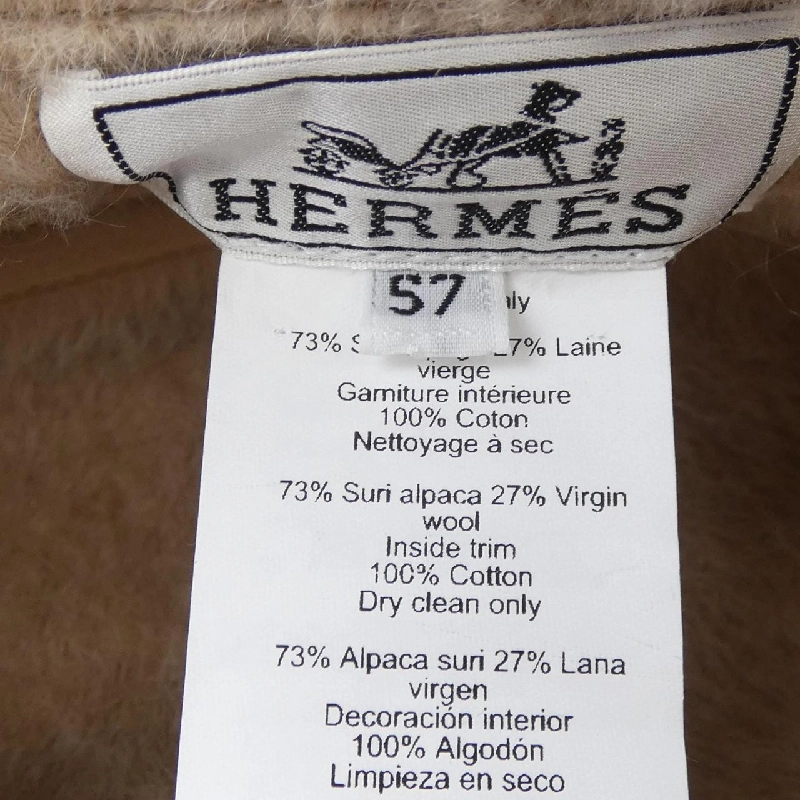 HERMÈS
57
73% 27% Laine
vierge
Garniture intérieure
100% Coton
Nettoyage à sec
73% Suri alpaca 27% Virgin
wool
Inside trim
100% Cotton
Dry clean only
73% Alpaca suri 27% Lana
virgen
Decoración interior
100% Algodón
Limpieza en seco